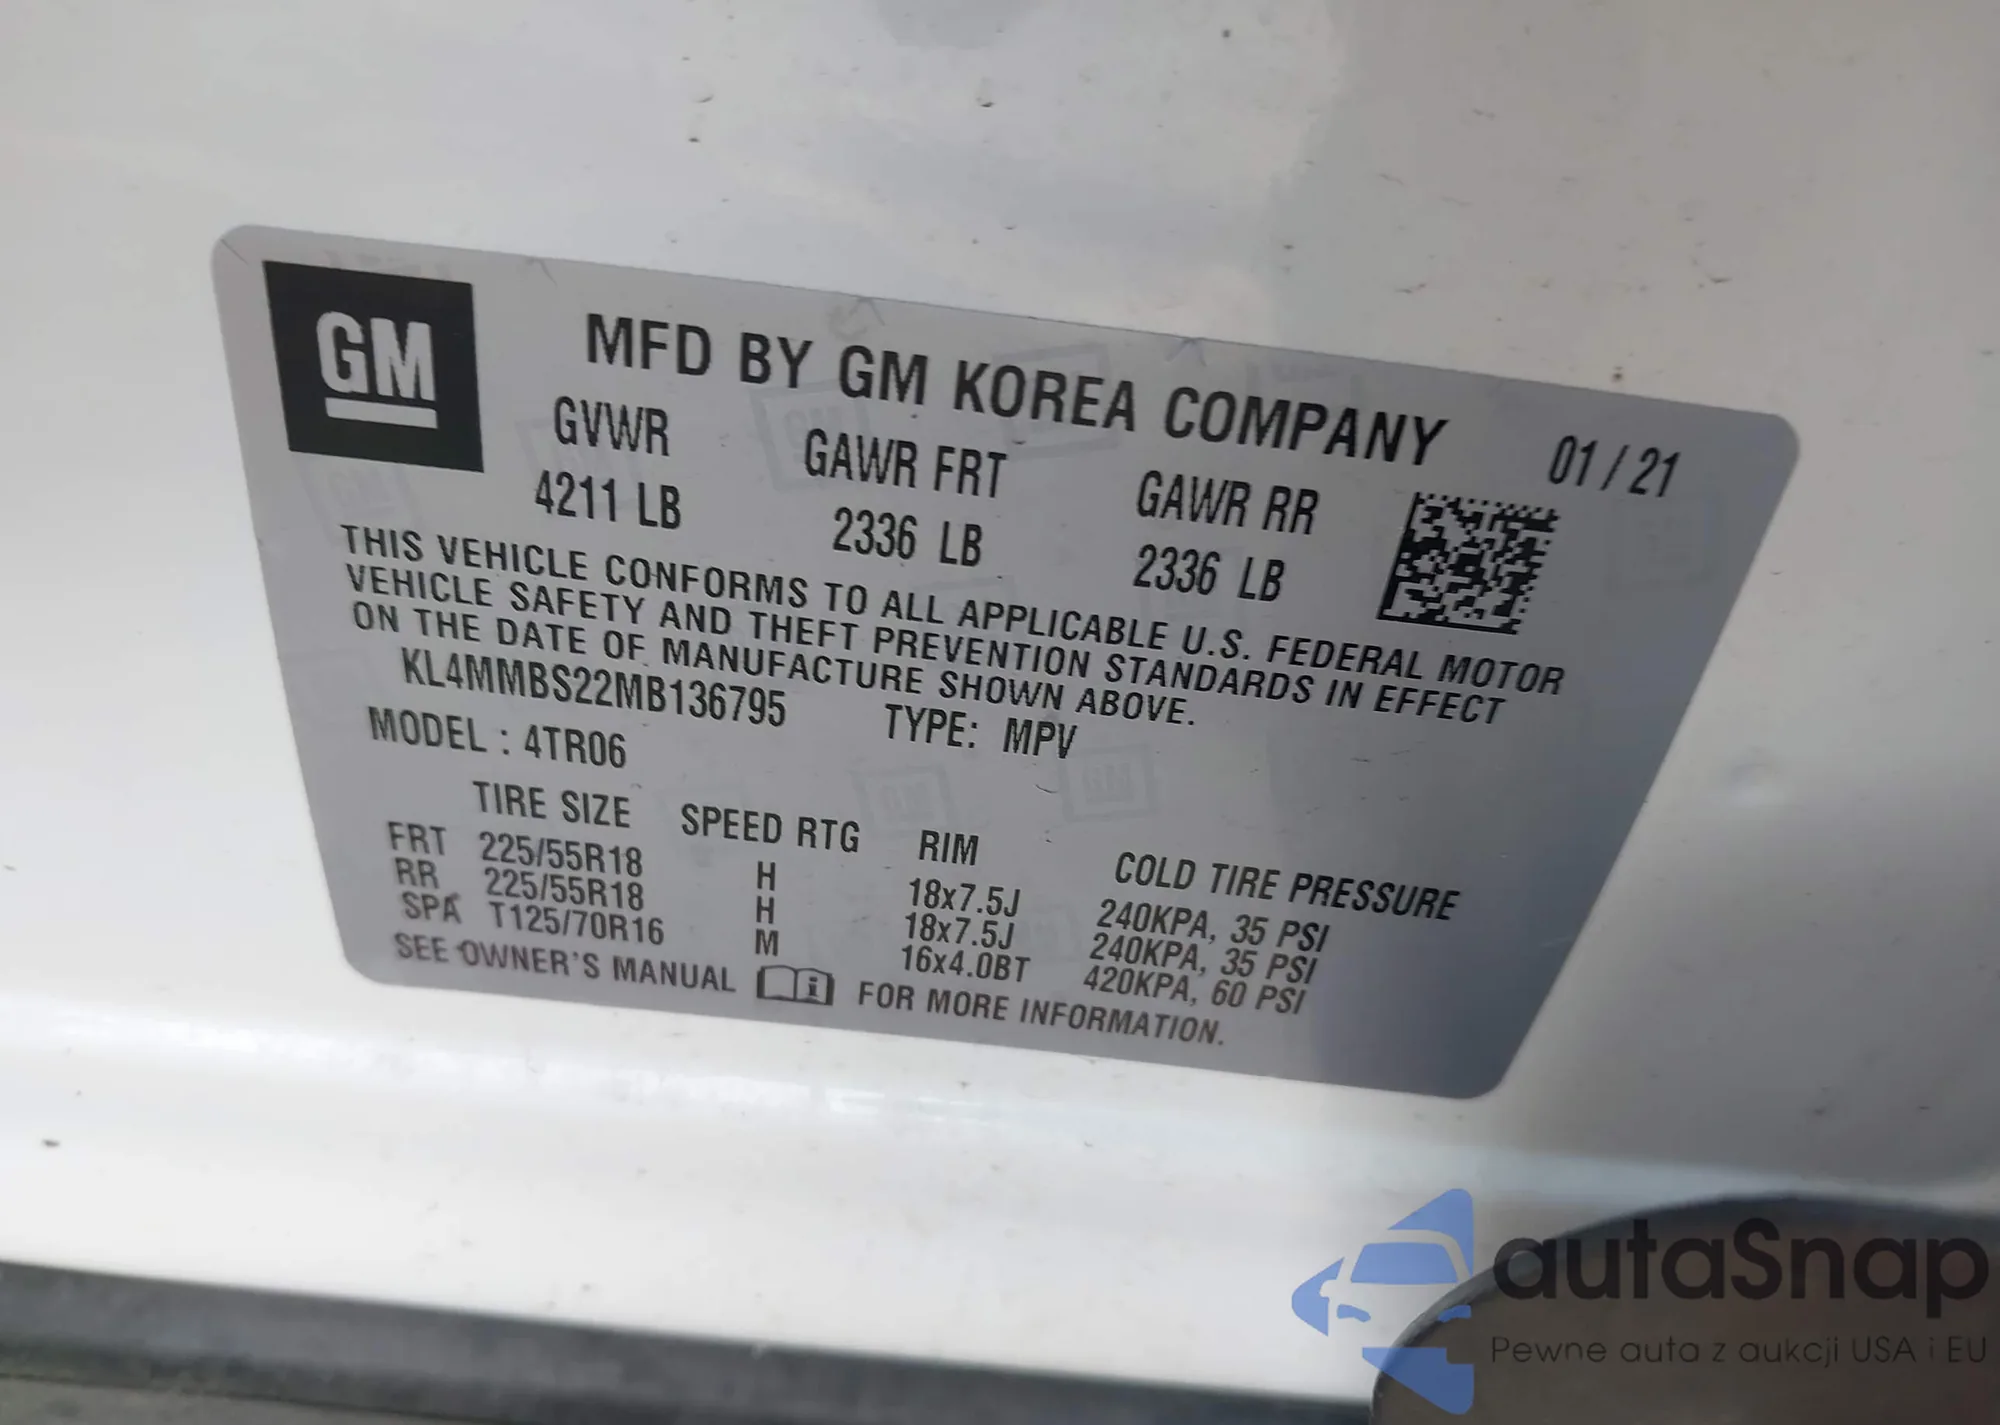 GM
MFD BY GM KOREA COMPANY
01 / 21
GVWR GAWR FRT GAWR RR
4211 LB 2336 LB 2336 LB
THIS VEHICLE CONFORMS TO ALL APPLICABLE U.S. FEDERAL MOTOR
VEHICLE SAFETY AND THEFT PREVENTION STANDARDS IN EFFECT
ON THE DATE OF MANUFACTURE SHOWN ABOVE.
KL4MMBS22MB136795 TYPE: MPV
MODEL : 4TR06
TIRE SIZE SPEED RTG RIM COLD TIRE PRESSURE
FRT 225/55R18 H 18x7.5J 240KPA, 35 PSI
RR 225/55R18 H 18x7.5J 240KPA, 35 PSI
SPA T125/70R16 M 16x4.0BT 420KPA, 60 PSI
SEE OWNER'S MANUAL i FOR MORE INFORMATION.
autaSnap
Pewne auta z aukcji USA i EU